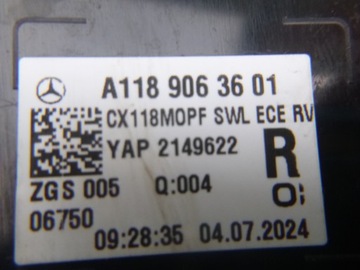 A118 906 36 01
CX118MOPF SWL ECE RV
YAP 2149622
R
ZGS 005 Q:004
06750
09:28:35 04.07.2024